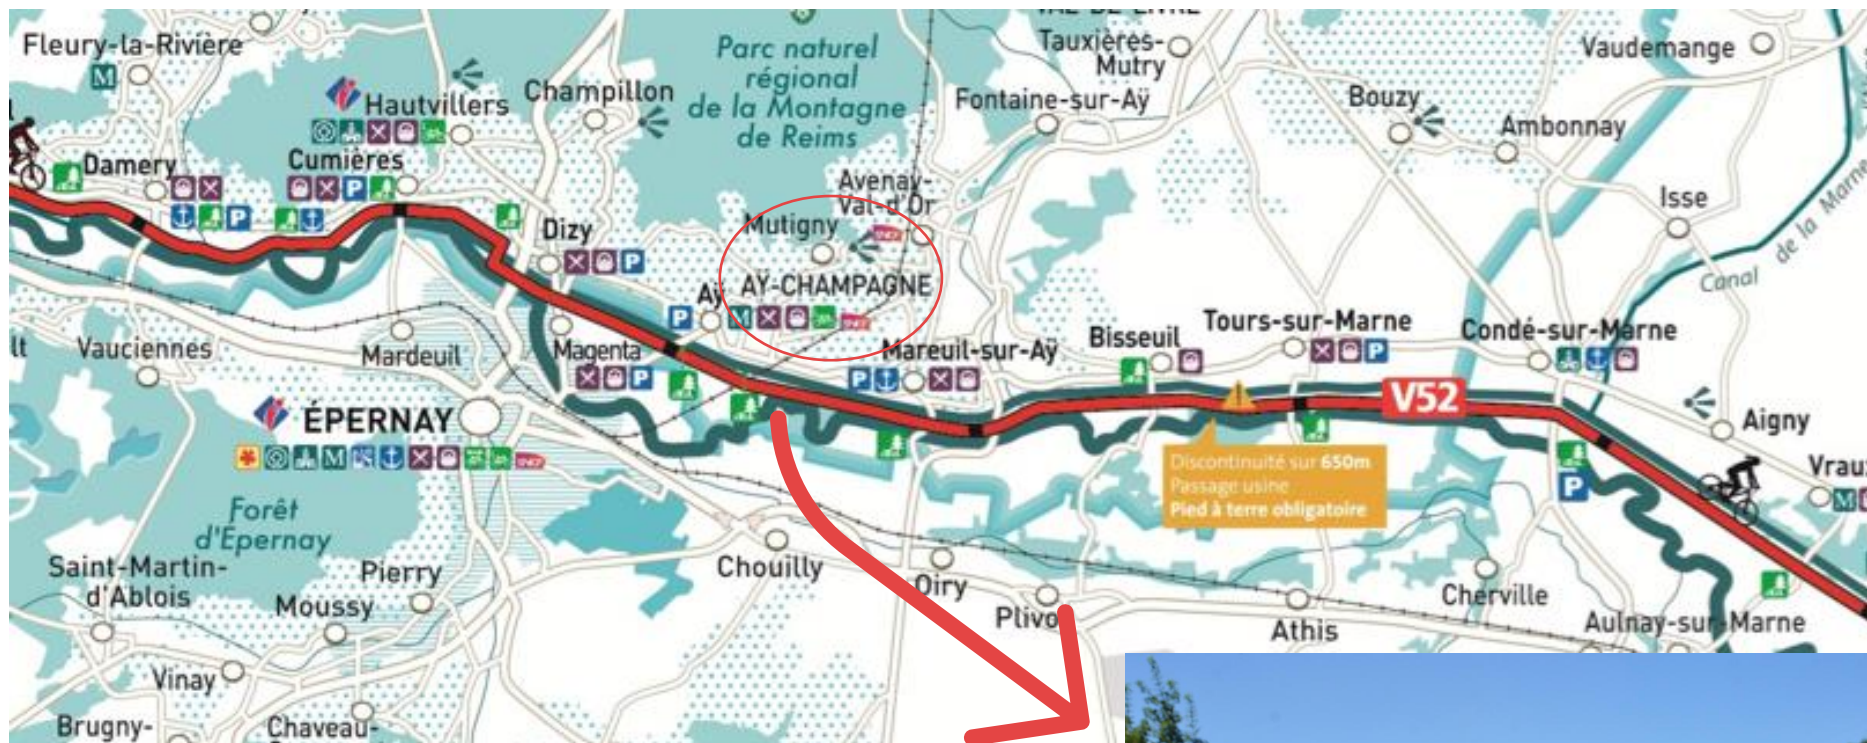 Fleury-la-Rivière
M
Hautvillers
Champillon
Parc naturel
régional
de la Montagne
de Reims
Tauxières-
Mutry
Vaudemange
Fontaine-sur-Aÿ
Bouzy
Ambonnay
Damery
Cumières
P
P
Avenay-
Val-d'Or
Isse
Mutigny
Dizy
P
Canal
de la Marne
AŸ-CHAMPAGNE
Aÿ
P
M
SNCF
Vauciennes
Mardeuil
Magenta
P
Mareuil-sur-Aÿ
P
Bisseuil
Tours-sur-Marne
P
Condé-sur-Marne
V52
ÉPERNAY
M
SNCF
Aigny
Discontinuité sur 650m
Passage usine
Pied à terre obligatoire
P
Vraux
M
Forêt
d'Epernay
Saint-Martin-
d'Ablois
Pierry
Moussy
Chouilly
Oiry
Plivo
Athis
Cherville
Aulnay-sur-Marne
Vinay
Brugny-
Chaveau-